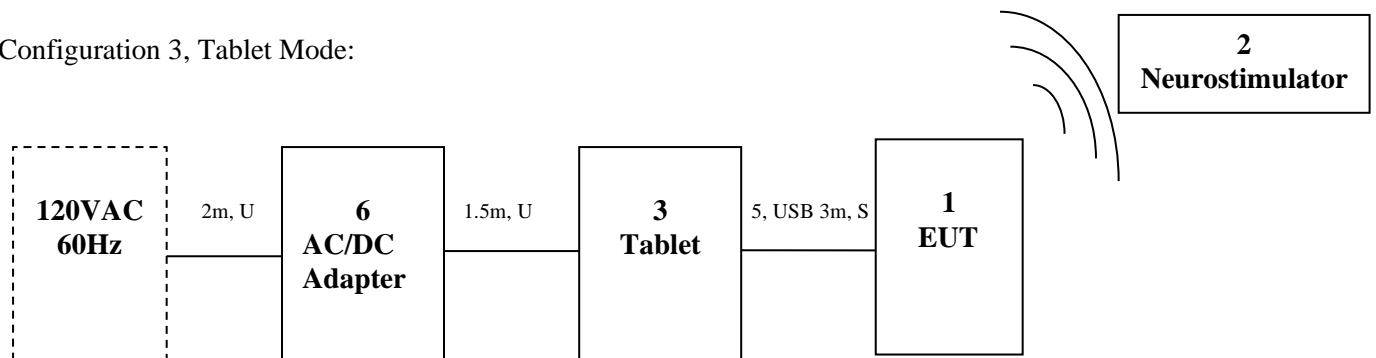 Configuration 3, Tablet Mode:
2
Neurostimulator
120VAC
60Hz
2m, U
6
AC/DC
Adapter
1.5m, U
3
Tablet
5, USB 3m, S
1
EUT